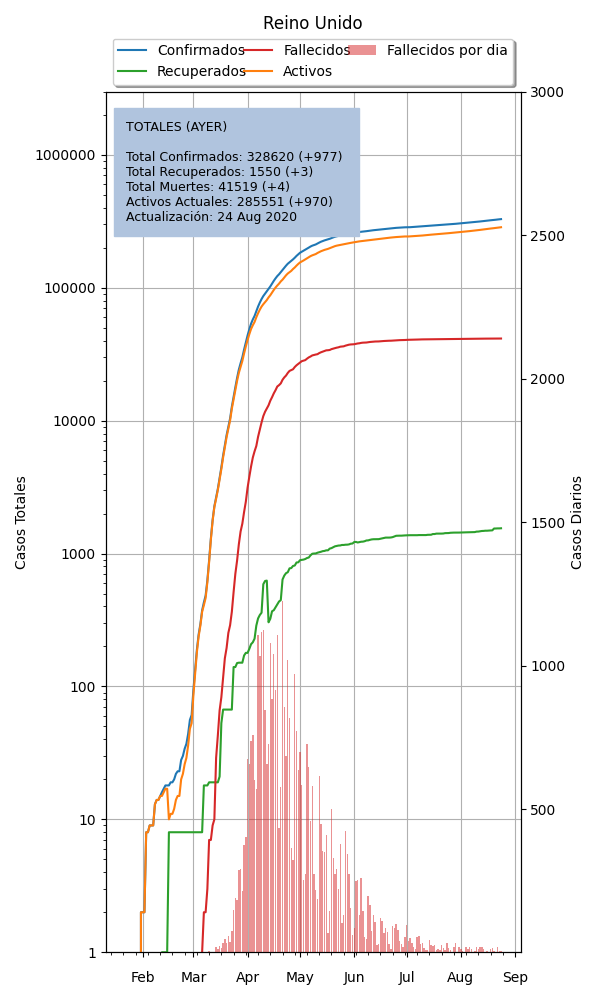 Reino Unido
Confirmados
Fallecidos
Fallecidos por dia
Recuperados
Activos
TOTALES (AYER)
Total Confirmados: 328620 (+977)
Total Recuperados: 1550 (+3)
Total Muertes: 41519 (+4)
Activos Actuales: 285551 (+970)
Actualización: 24 Aug 2020
Casos Totales
1000000
100000
10000
1000
100
10
1
Casos Diarios
3000
2500
2000
1500
1000
500
Feb
Mar
Apr
May
Jun
Jul
Aug
Sep